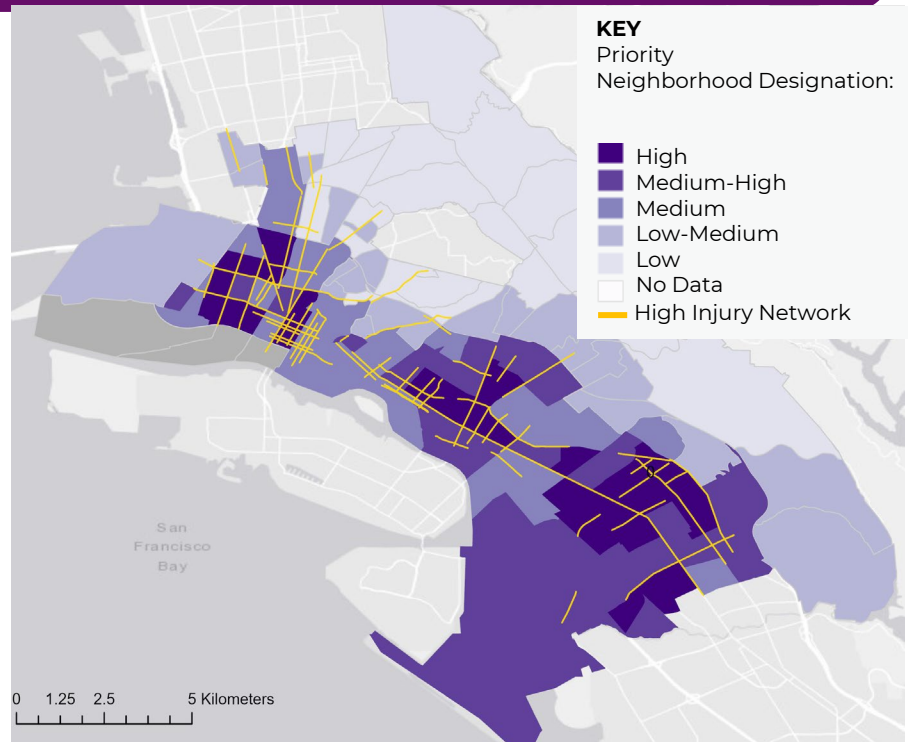 KEY
Priority
Neighborhood Designation:
High
Medium-High
Medium
Low-Medium
Low
No Data
High Injury Network
San
Francisco
Bay
0 1.25 2.5 5 Kilometers